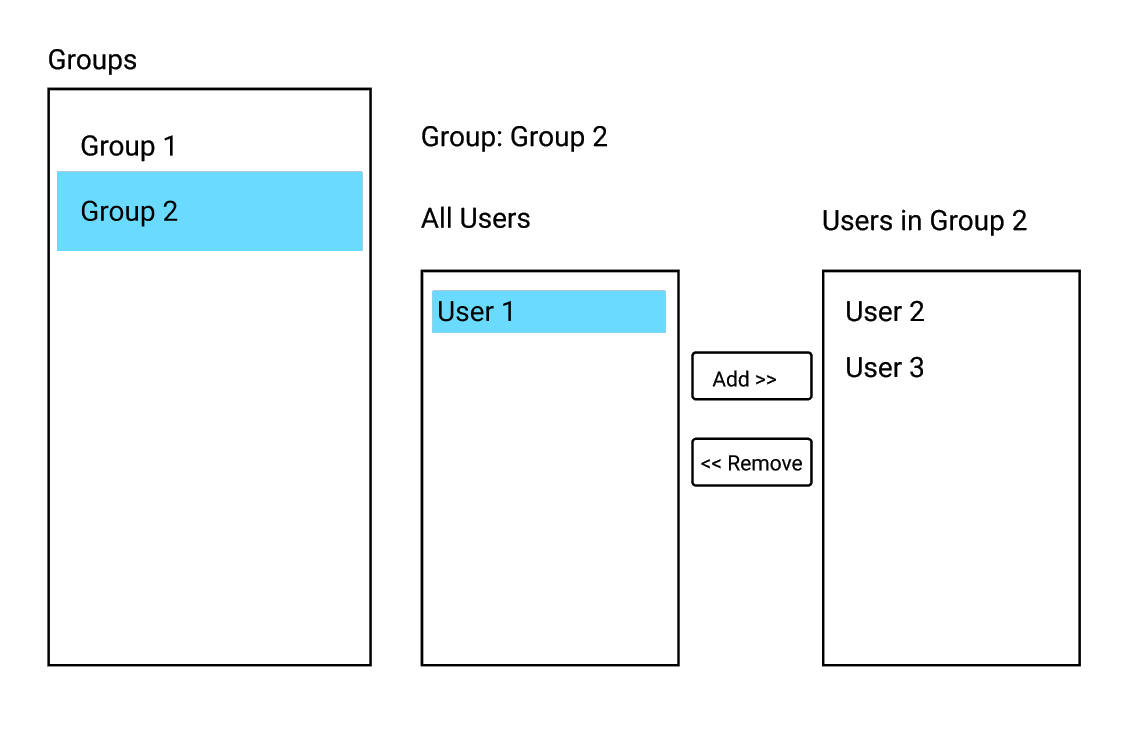 Groups
Group 1
Group 2
Group: Group 2
All Users
User 1
Add >>
<< Remove
Users in Group 2
User 2
User 3